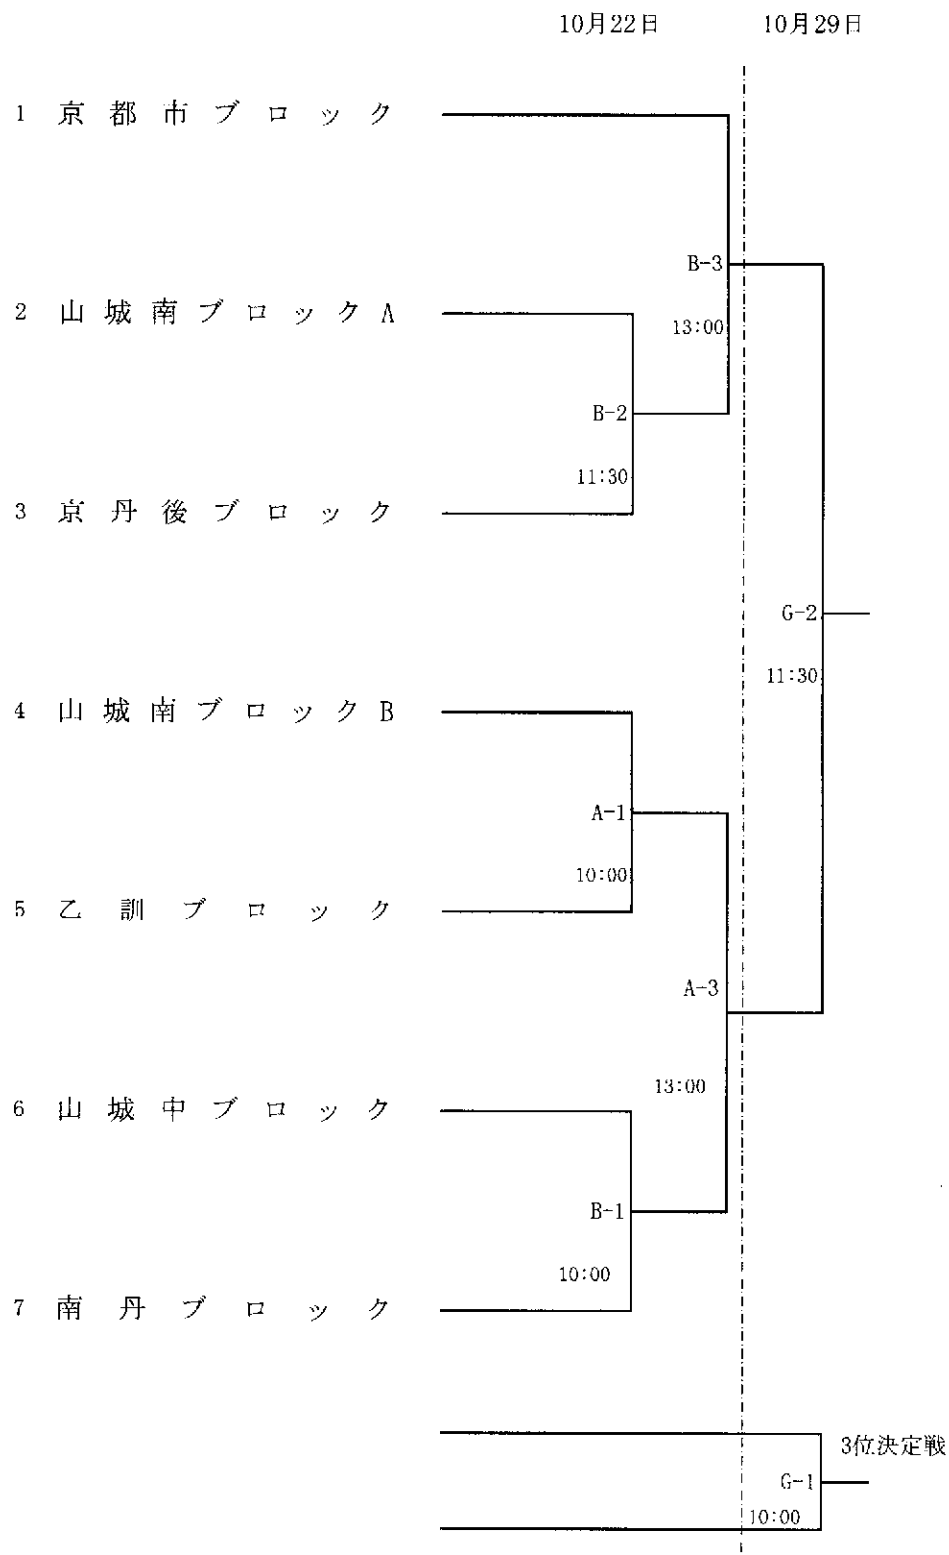 10月22日 10月29日
1 京都市ブロック
B-3
2 山城南ブロックA
13:00
B-2
11:30
3 京丹後ブロック
G-2
11:30
4 山城南ブロックB
A-1
10:00
5 乙訓ブロック
A-3
13:00
6 山城中ブロック
B-1
10:00
7 南丹ブロック
3位決定戦
G-1
10:00